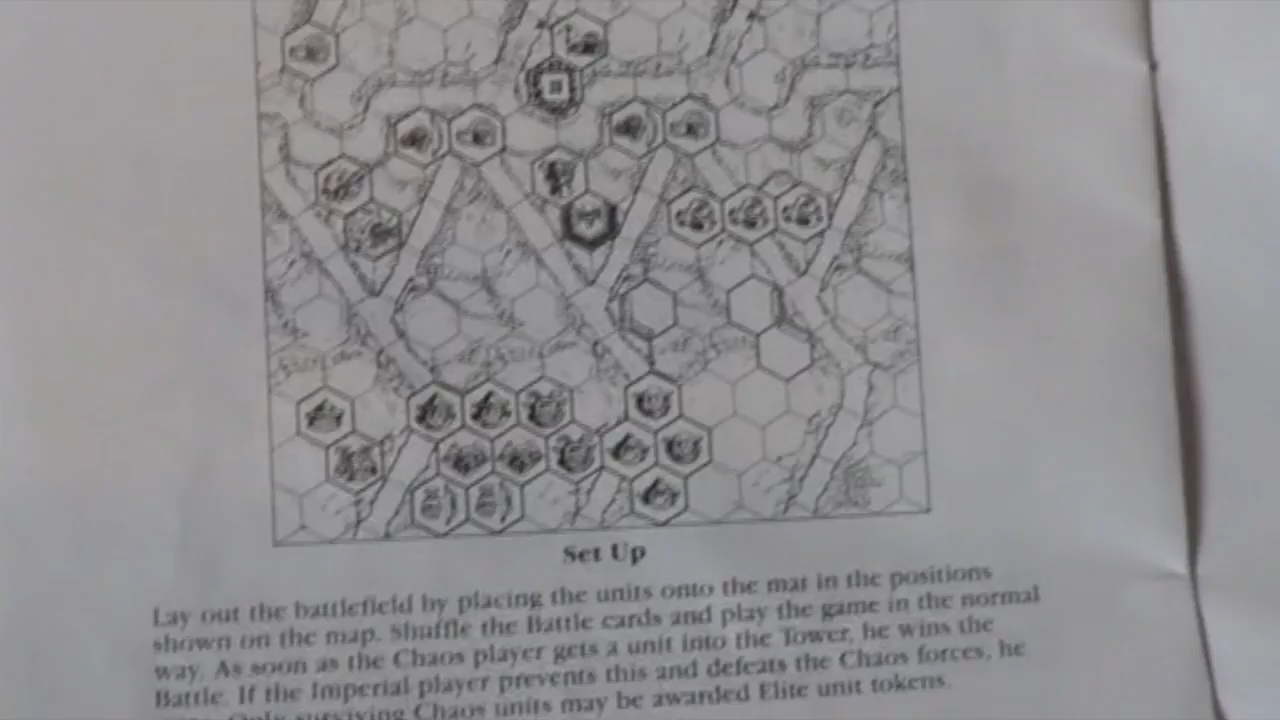 Set Up
Lay out the battlefield by placing the units onto the mat in the positions
shown on the map. Shuffle the Battle cards and play the game in the normal
way. As soon as the Chaos player gets a unit into the Tower, he wins the
Battle. If the Imperial player prevents this and defeats the Chaos forces, he
Only surviving Chaos units may be awarded Elite unit tokens.